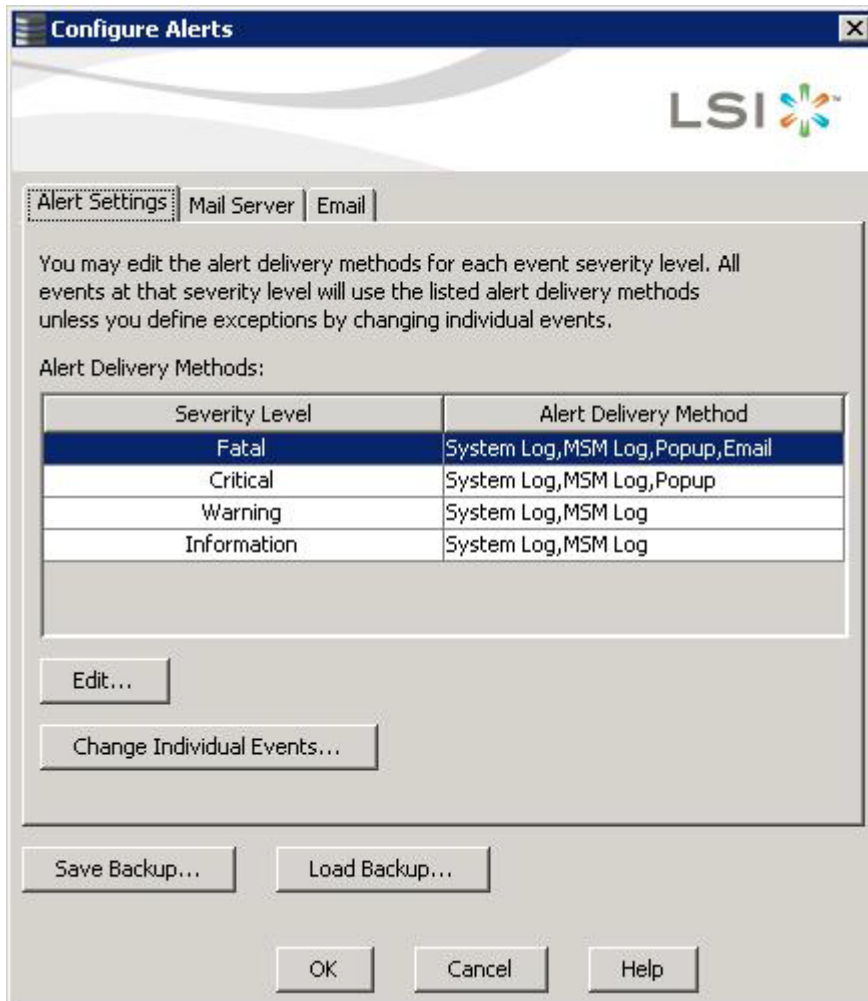 Configure Alerts
LSI™
Alert Settings Mail Server Email
You may edit the alert delivery methods for each event severity level. All
events at that severity level will use the listed alert delivery methods
unless you define exceptions by changing individual events.
Alert Delivery Methods:
Severity Level Alert Delivery Method
Fatal System Log,MSM Log,Popup,Email
Critical System Log,MSM Log,Popup
Warning System Log,MSM Log
Information System Log,MSM Log
Edit...
Change Individual Events...
Save Backup... Load Backup...
OK Cancel Help